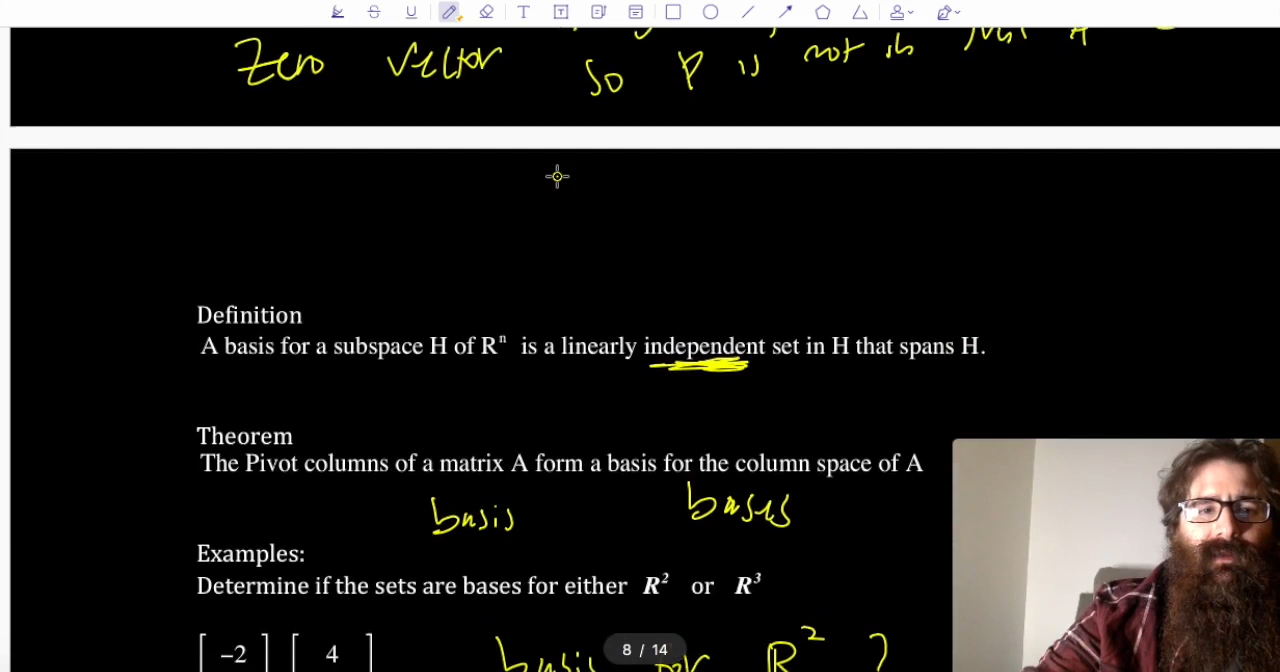 T T
Zero vector so p is not in
Definition
A basis for a subspace H of Rⁿ is a linearly independent set in H that spans H.
Theorem
The Pivot columns of a matrix A form a basis for the column space of A
basis bases
Examples:
Determine if the sets are bases for either R² or R³
[-2] [4] basis for R² ?
8 / 14